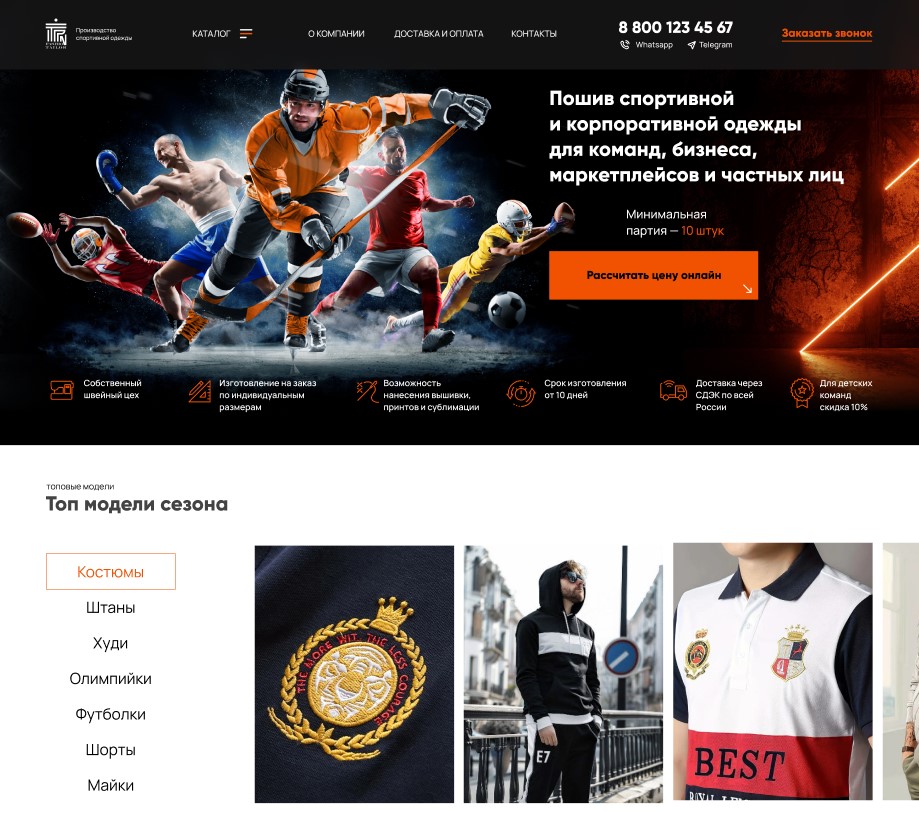 Производство
спортивной одежды
КАТАЛОГ
О КОМПАНИИ
ДОСТАВКА И ОПЛАТА
КОНТАКТЫ
8 800 123 45 67
Whatsapp
Telegram
Заказать звонок
Пошив спортивной
и корпоративной одежды
для команд, бизнеса,
маркетплейсов и частных лиц
Минимальная
партия — 10 штук
Рассчитать цену онлайн
Собственный
швейный цех
Изготовление на заказ
по индивидуальным
размерам
Возможность
нанесения вышивки,
принтов и сублимации
Срок изготовления
от 10 дней
Доставка через
СДЭК по всей
России
Для детских
команд
скидка 10%
топовые модели
Топ модели сезона
Костюмы
Штаны
Худи
Олимпийки
Футболки
Шорты
Майки
THE MORE WIT THE LESS COURAGE
E7
BEST